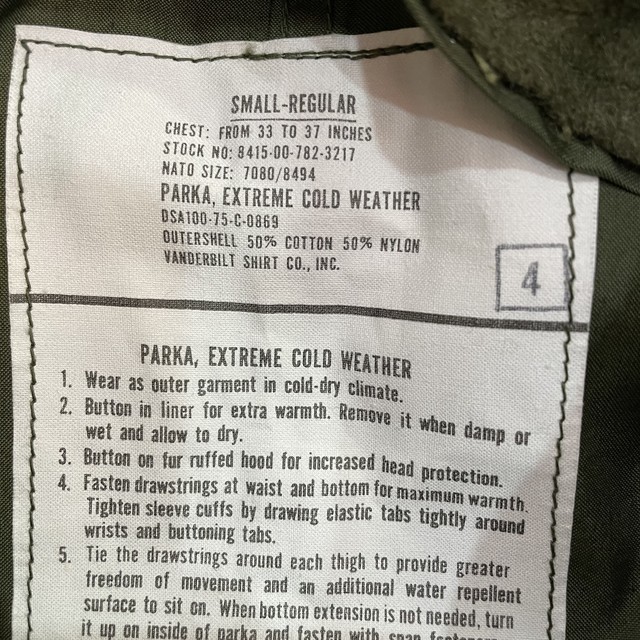 SMALL-REGULAR
CHEST: FROM 33 TO 37 INCHES
STOCK NO: 8415-00-782-3217
NATO SIZE: 7080/8494
PARKA, EXTREME COLD WEATHER
DSA100-75-C-0869
OUTERSHELL 50% COTTON 50% NYLON
VANDERBILT SHIRT CO., INC.
4
PARKA, EXTREME COLD WEATHER
1. Wear as outer garment in cold-dry climate.
2. Button in liner for extra warmth. Remove it when damp or
wet and allow to dry.
3. Button on fur ruffed hood for increased head protection.
4. Fasten drawstrings at waist and bottom for maximum warmth.
Tighten sleeve cuffs by drawing elastic tabs tightly around
wrists and buttoning tabs.
5. Tie the drawstrings around each thigh to provide greater
freedom of movement and an additional water repellent
surface to sit on. When bottom extension is not needed, turn
it up on inside of parka and fasten with snap fasteners